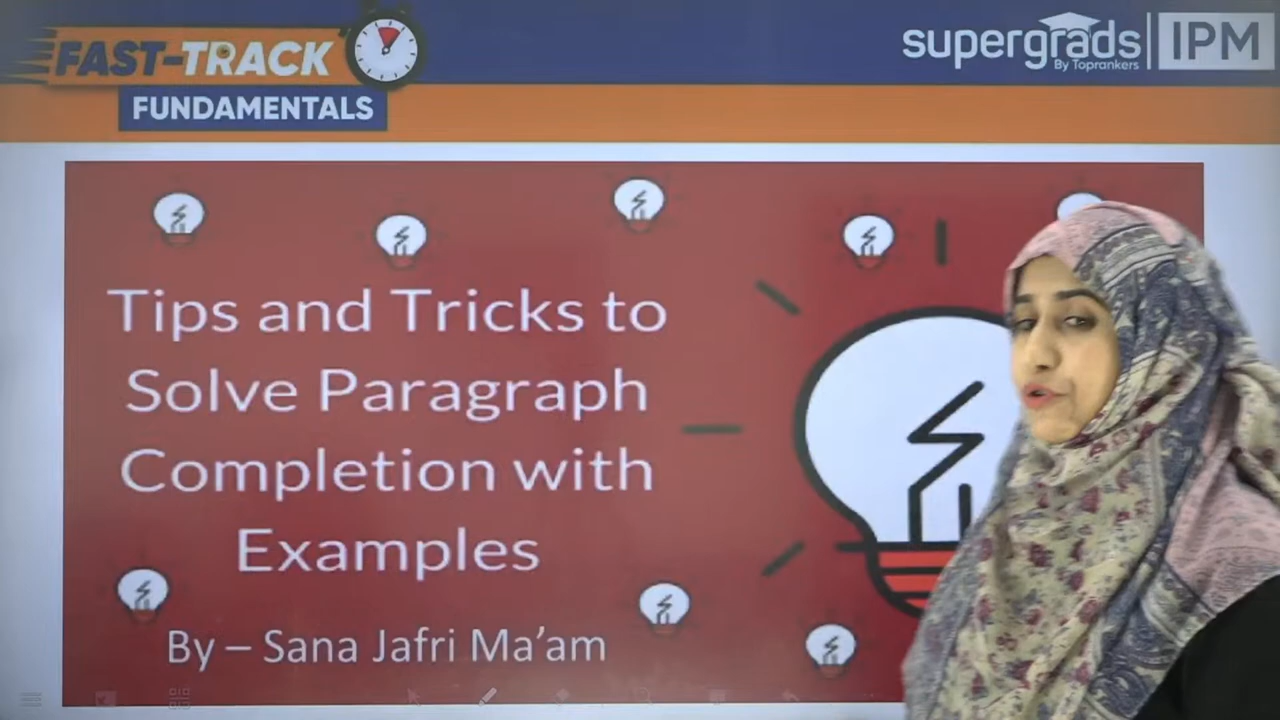 FAST-TRACK
FUNDAMENTALS
supergrads
By Toprankers
IPM
Tips and Tricks to
Solve Paragraph
Completion with
Examples
By – Sana Jafri Ma’am